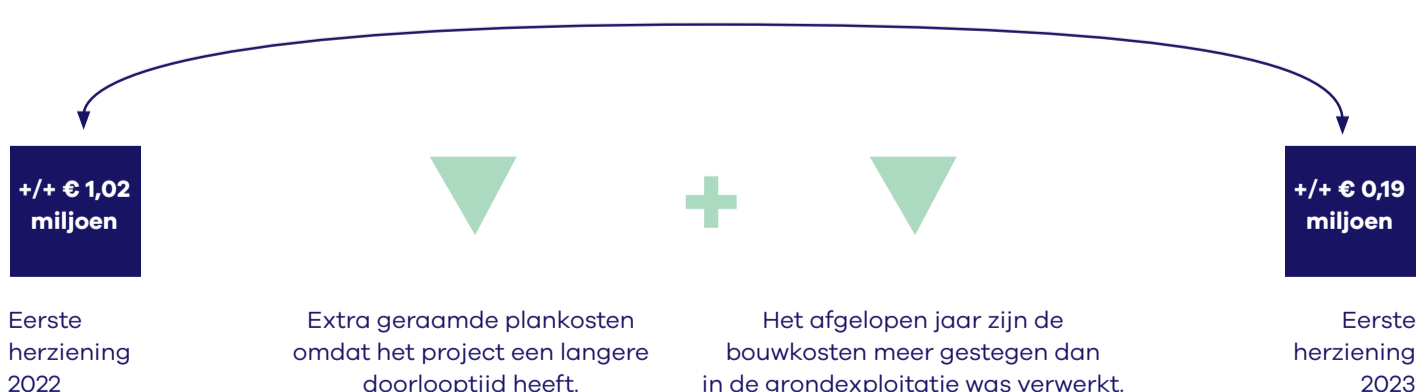 +/+ € 1,02
miljoen
+/+ € 0,19
miljoen
Eerste
herziening
2022
Extra geraamde plankosten
omdat het project een langere
doorlooptijd heeft.
Het afgelopen jaar zijn de
bouwkosten meer gestegen dan
in de grondexploitatie was verwerkt.
Eerste
herziening
2023